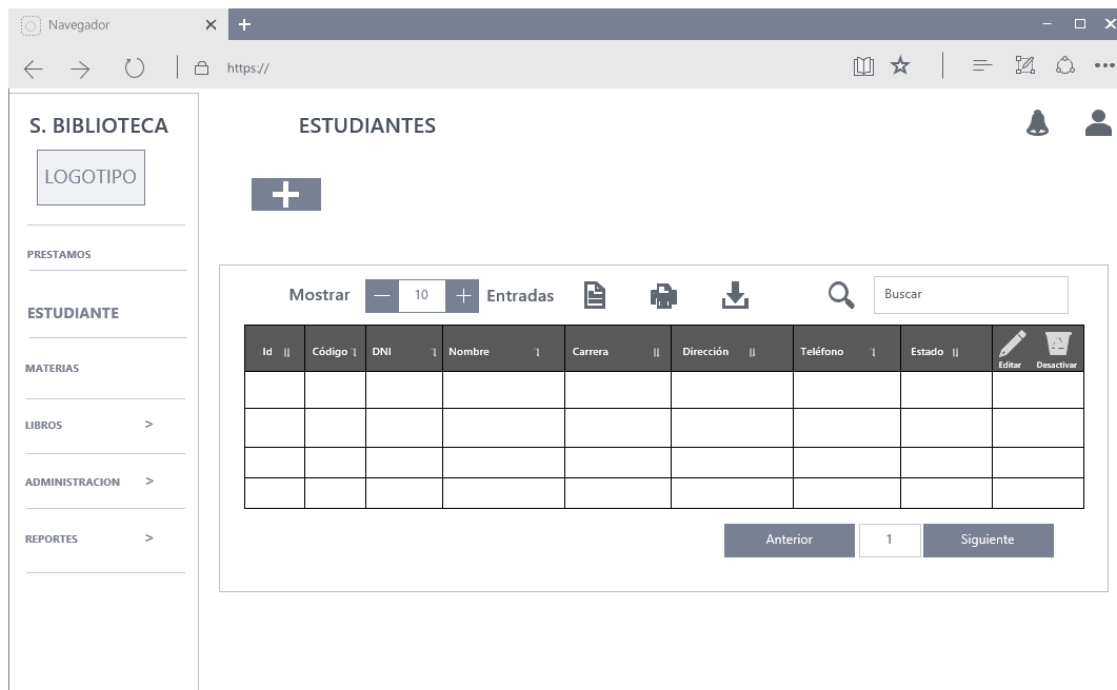 Navegador
https://
S. BIBLIOTECA
LOGOTIPO
PRESTAMOS
ESTUDIANTE
MATERIAS
LIBROS >
ADMINISTRACION >
REPORTES >
ESTUDIANTES
Mostrar 10 Entradas Buscar
Id Código DNI Nombre Carrera Dirección Teléfono Estado Editar Desactivar
Anterior 1 Siguiente